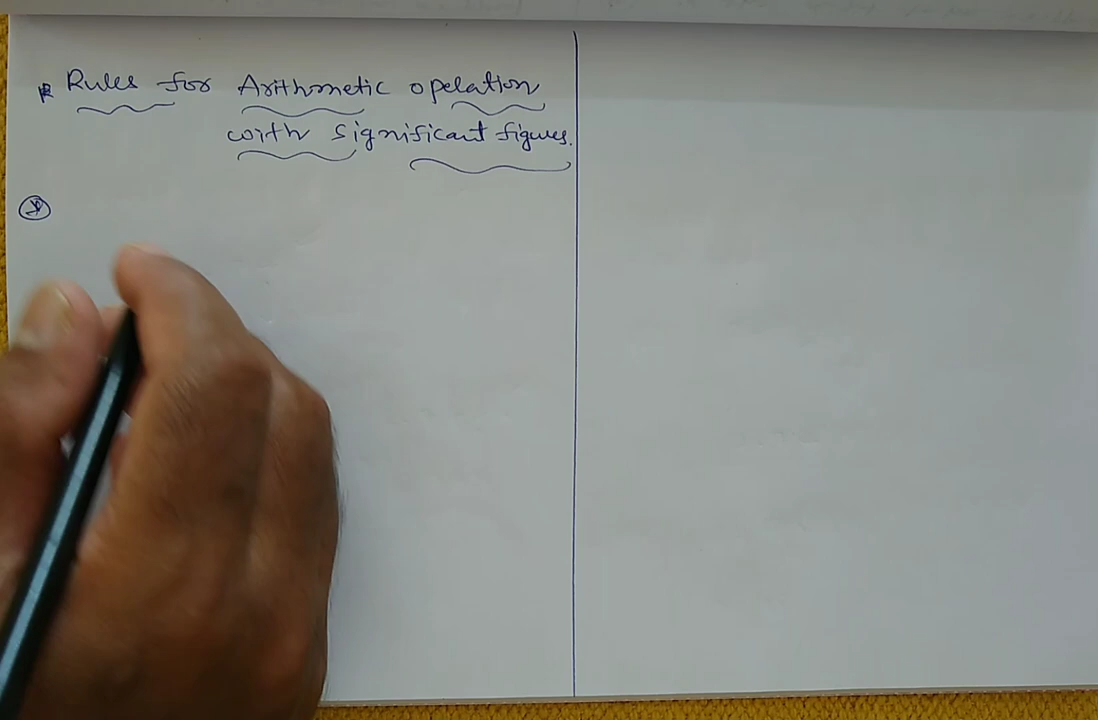 * Rules for Arithmetic opelation
with significant figures.